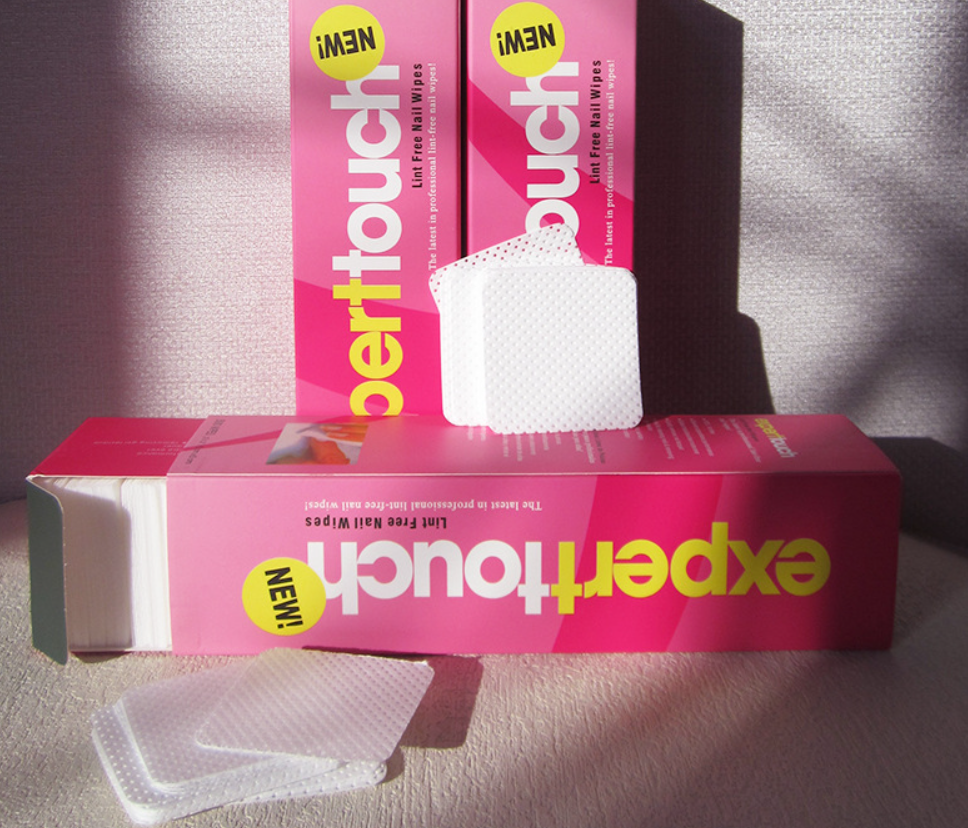 NEW!
perttouch
Lint Free Nail Wipes
The latest in professional lint-free nail wipes!
NEW!
ouch
Lint Free Nail Wipes
The latest in professional lint-free nail wipes!
experttouch
experttouch
Lint Free Nail Wipes
The latest in professional lint-free nail wipes!
NEW!